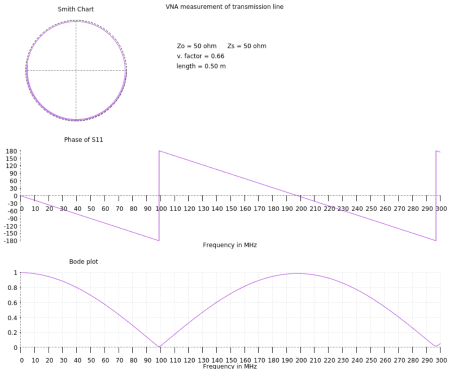 VNA measurement of transmission line
Smith Chart
Zo = 50 ohm Zs = 50 ohm
v. factor = 0.66
length = 0.50 m
Phase of S11
180
150
120
90
60
30
0
-30
-60
-90
-120
-150
-180
0 10 20 30 40 50 60 70 80 90 100 110 120 130 140 150 160 170 180 190 200 210 220 230 240 250 260 270 280 290 300
Frequency in MHz
Bode plot
1
0.8
0.6
0.4
0.2
0
0 10 20 30 40 50 60 70 80 90 100 110 120 130 140 150 160 170 180 190 200 210 220 230 240 250 260 270 280 290 300
Frequency in MHz